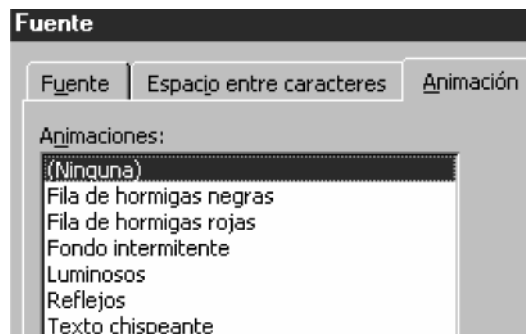 Fuente
Fuente Espacio entre caracteres Animación
Animaciones:
(Ninguna)
Fila de hormigas negras
Fila de hormigas rojas
Fondo intermitente
Luminosos
Reflejos
Texto chispeante